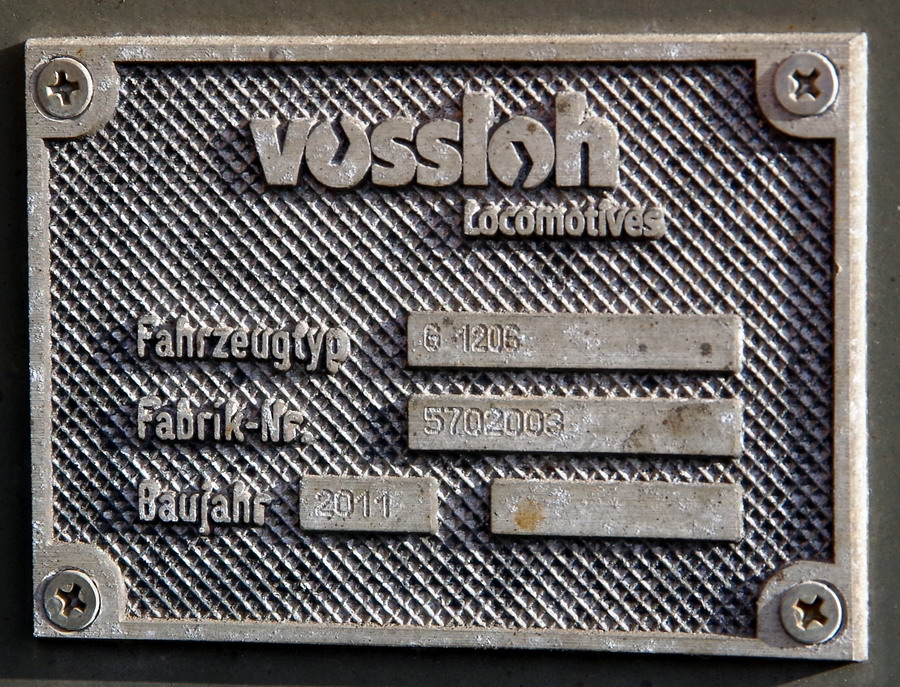 vossloh
Locomotives
Fahrzeugtyp G 1206
Fabrik-Nr. 5702003
Baujahr 2011